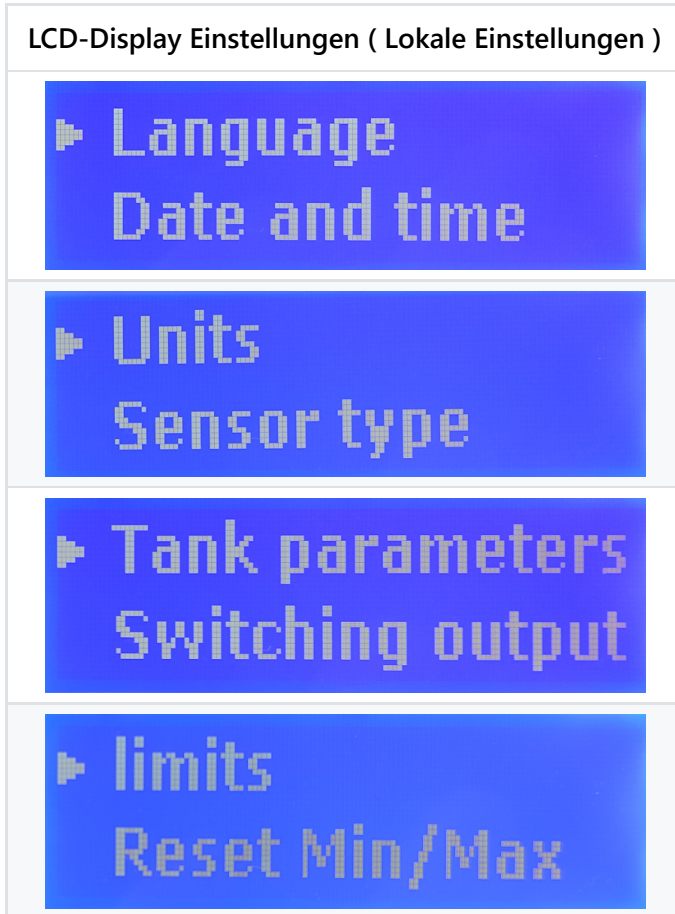 LCD-Display Einstellungen ( Lokale Einstellungen )
Language
Date and time
Units
Sensor type
Tank parameters
Switching output
limits
Reset Min/Max